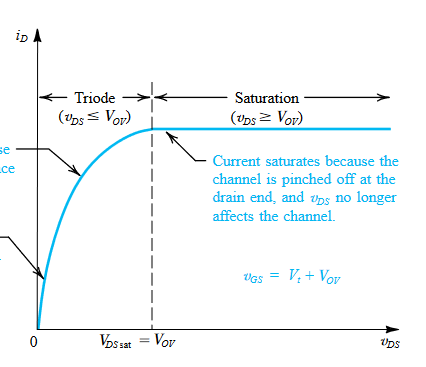 i_D
Triode
(v_DS ≤ V_OV)
Saturation
(v_DS ≥ V_OV)
se
ce
Current saturates because the
channel is pinched off at the
drain end, and v_DS no longer
affects the channel.
v_GS = V_t + V_OV
0
V_DS sat = V_OV
v_DS